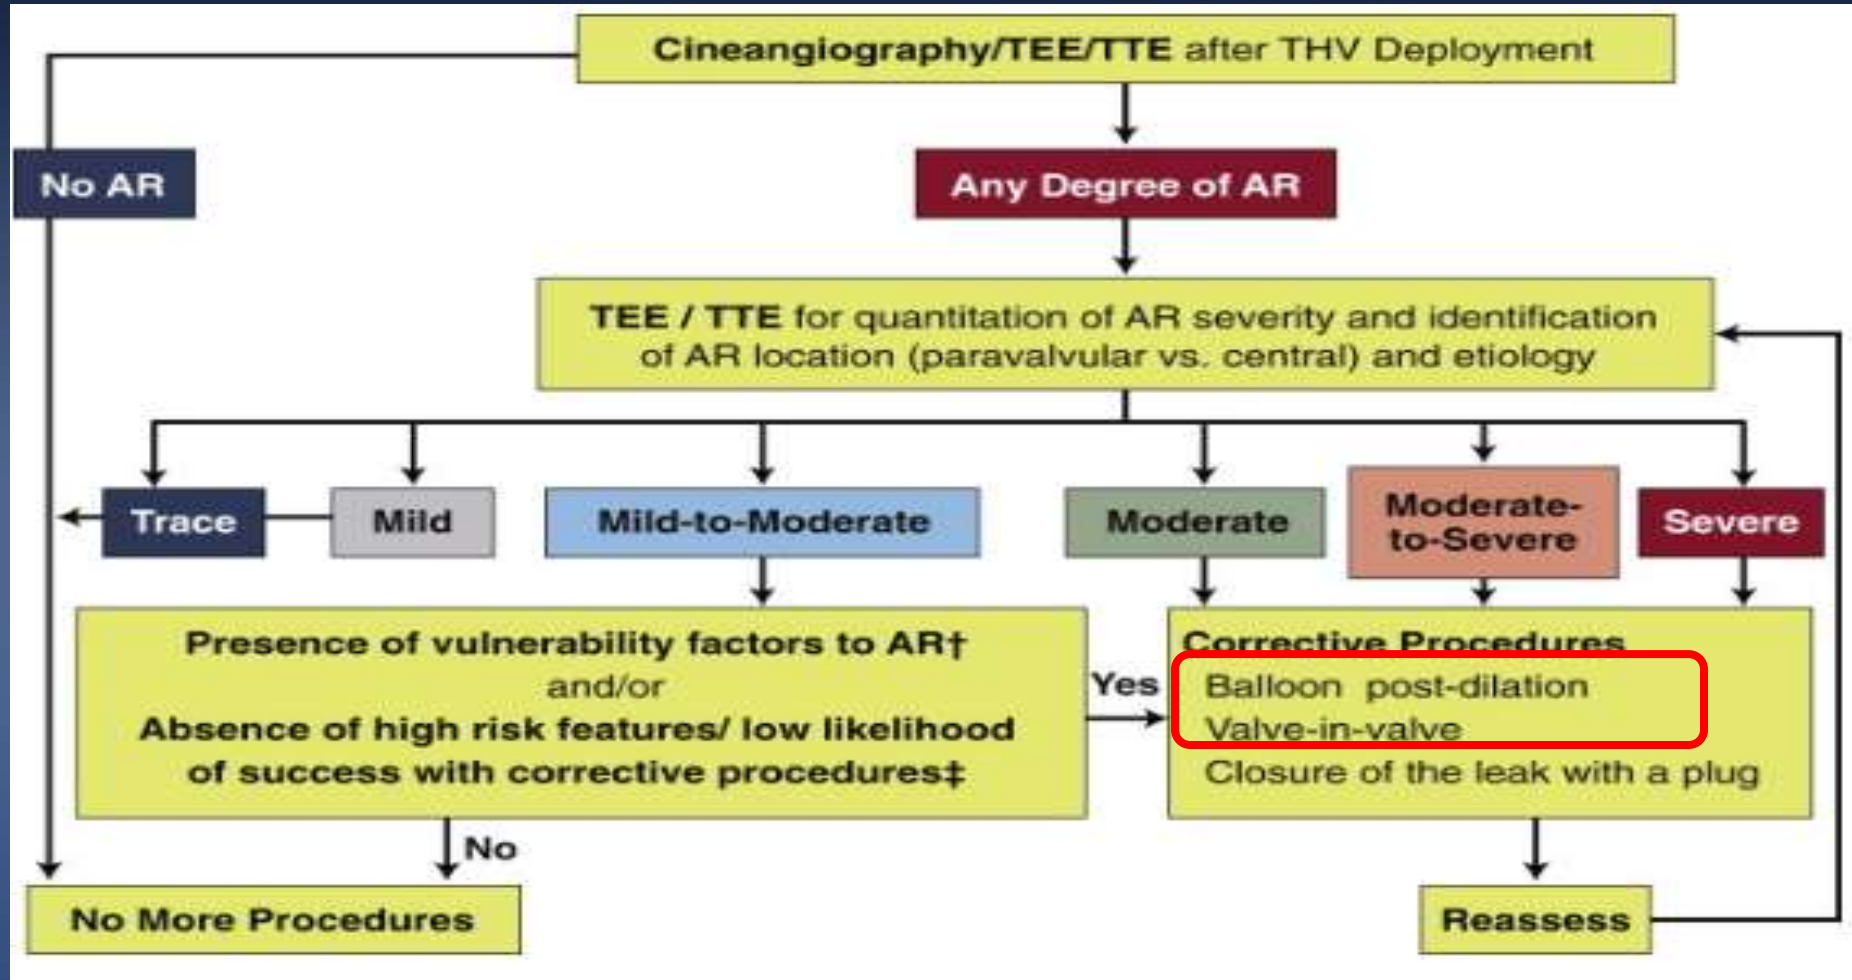 Cineangiography/TEE/TTE after THV Deployment
No AR
Any Degree of AR
TEE / TTE for quantitation of AR severity and identification
of AR location (paravalvular vs. central) and etiology
Trace
Mild
Mild-to-Moderate
Moderate
Moderate-
to-Severe
Severe
Presence of vulnerability factors to AR†
and/or
Absence of high risk features/ low likelihood
of success with corrective procedures‡
Yes
Corrective Procedures
Balloon post-dilation
Valve-in-valve
Closure of the leak with a plug
No
No More Procedures
Reassess